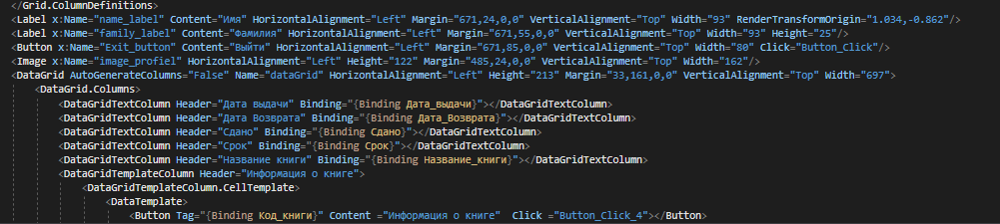 </Grid.ColumnDefinitions>
<Label x:Name="name_label" Content="Имя" HorizontalAlignment="Left" Margin="671,24,0,0" VerticalAlignment="Top" Width="93" RenderTransformOrigin="1.034,-0.862"/>
<Label x:Name="family_label" Content="Фамилия" HorizontalAlignment="Left" Margin="671,55,0,0" VerticalAlignment="Top" Width="93" Height="25"/>
<Button x:Name="Exit_button" Content="Выйти" HorizontalAlignment="Left" Margin="671,85,0,0" VerticalAlignment="Top" Width="80" Click="Button_Click"/>
<Image x:Name="image_profiel" HorizontalAlignment="Left" Height="122" Margin="485,24,0,0" VerticalAlignment="Top" Width="162"/>
<DataGrid AutoGenerateColumns="False" Name="dataGrid" HorizontalAlignment="Left" Height="213" Margin="33,161,0,0" VerticalAlignment="Top" Width="697">
<DataGrid.Columns>
<DataGridTextColumn Header="Дата выдачи" Binding="{Binding Дата_выдачи}"></DataGridTextColumn>
<DataGridTextColumn Header="Дата Возврата" Binding="{Binding Дата_Возврата}"></DataGridTextColumn>
<DataGridTextColumn Header="Сдано" Binding="{Binding Сдано}"></DataGridTextColumn>
<DataGridTextColumn Header="Срок" Binding="{Binding Срок}"></DataGridTextColumn>
<DataGridTextColumn Header="Название книги" Binding="{Binding Название_книги}"></DataGridTextColumn>
<DataGridTemplateColumn Header="Информация о книге">
<DataGridTemplateColumn.CellTemplate>
<DataTemplate>
<Button Tag="{Binding Код_книги}" Content ="Информация о книге"  Click ="Button_Click_4"></Button>